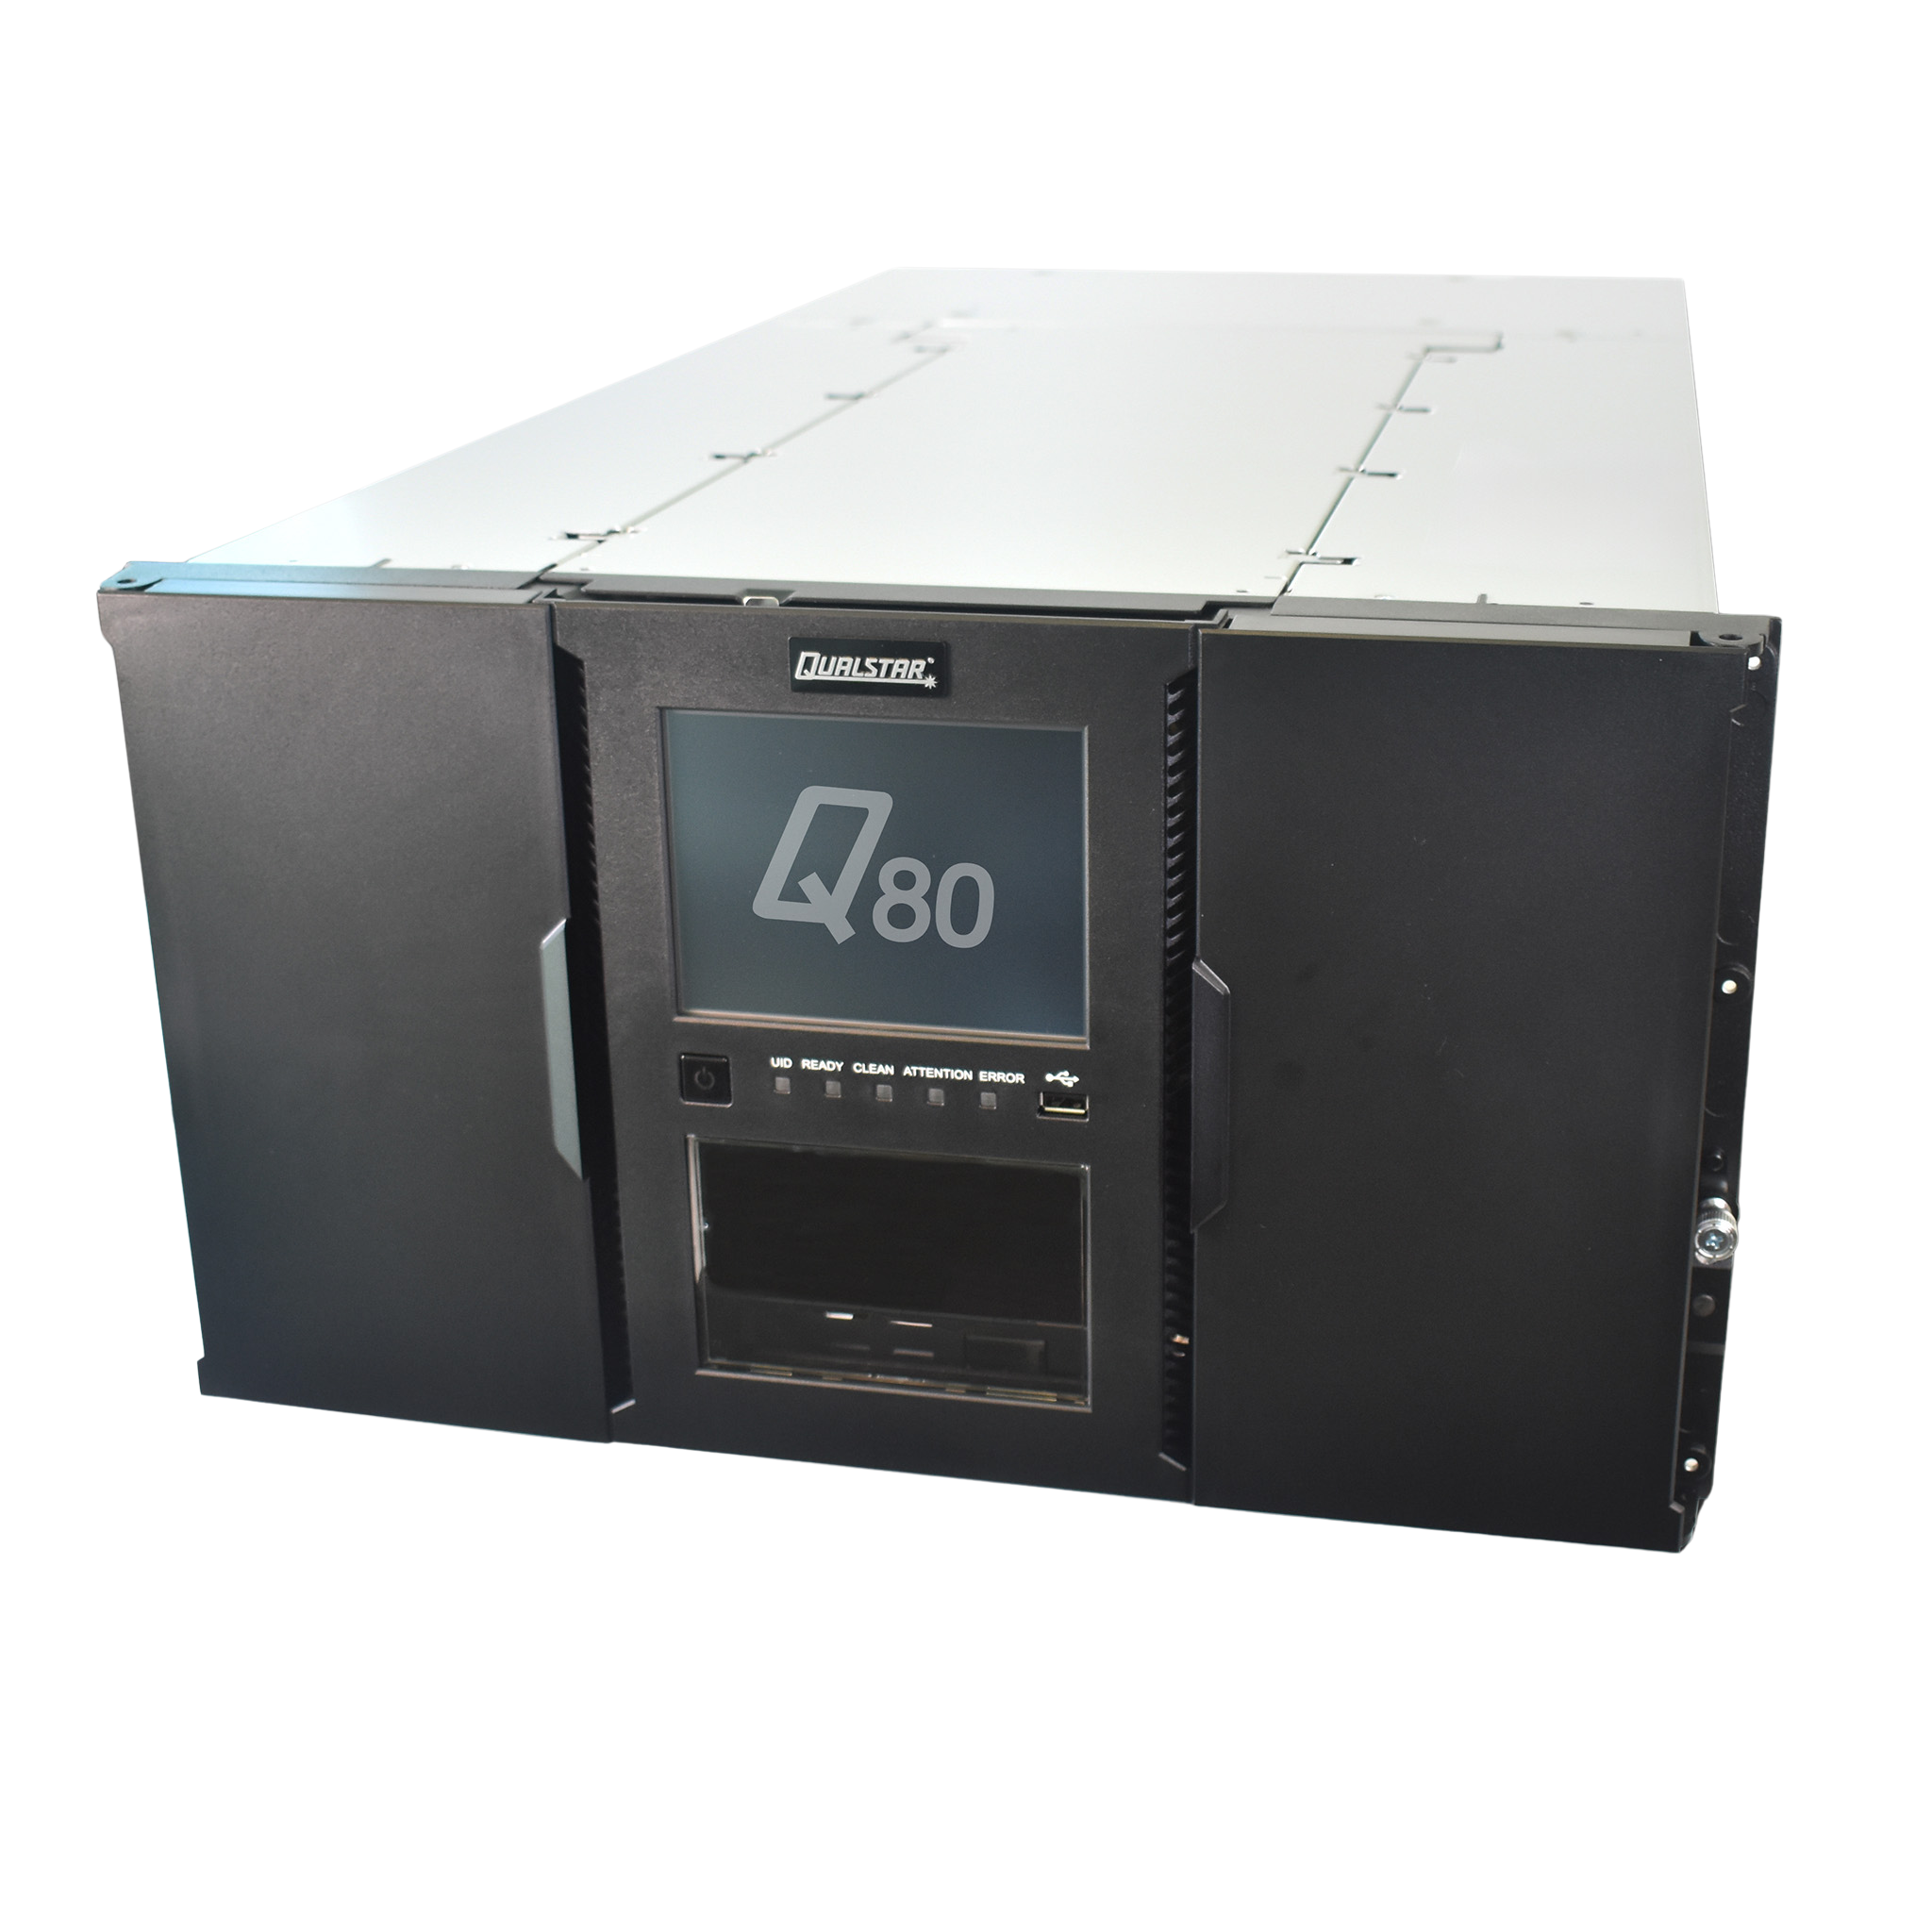 QUALSTAR
Q80
UID READY CLEAN ATTENTION ERROR